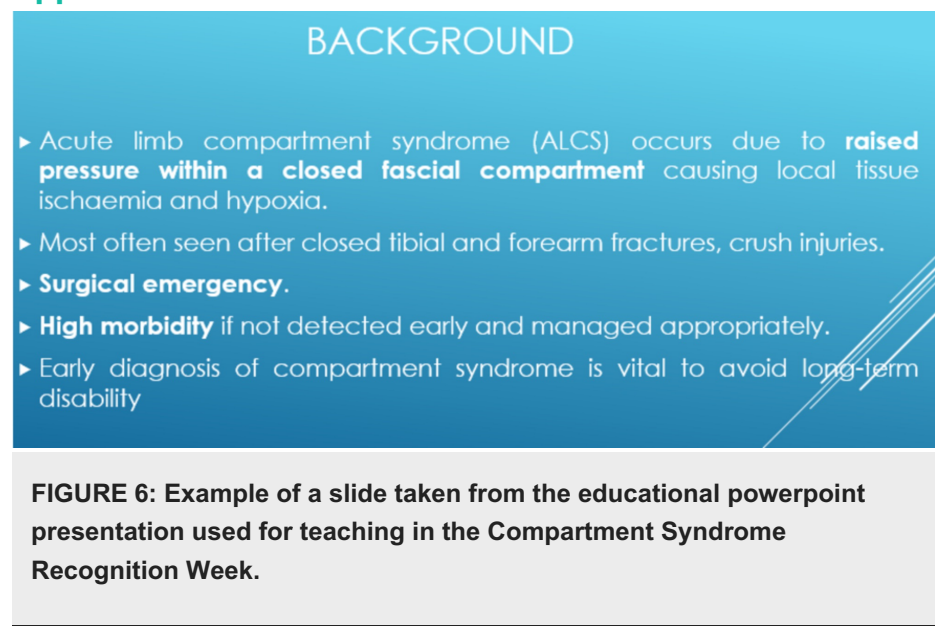 BACKGROUND
▸ Acute limb compartment syndrome (ALCS) occurs due to raised
pressure within a closed fascial compartment causing local tissue
ischaemia and hypoxia.
▸ Most often seen after closed tibial and forearm fractures, crush injuries.
▸ Surgical emergency.
▸ High morbidity if not detected early and managed appropriately.
▸ Early diagnosis of compartment syndrome is vital to avoid long-term
disability
FIGURE 6: Example of a slide taken from the educational powerpoint
presentation used for teaching in the Compartment Syndrome
Recognition Week.